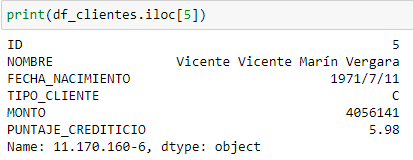 print(df_clientes.iloc[5])
ID 5
NOMBRE Vicente Vicente Marín Vergara
FECHA_NACIMIENTO 1971/7/11
TIPO_CLIENTE C
MONTO 4056141
PUNTAJE_CREDITICIO 5.98
Name: 11.170.160-6, dtype: object